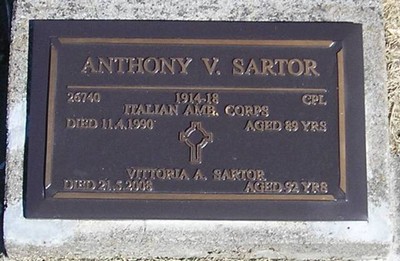 ANTHONY V. SARTOR
26740 1914-18 CPL
ITALIAN AMB. CORPS
DIED 11.4.1990 AGED 89 YRS
VITTORIA A. SARTOR
DIED 21.5.2008 AGED 92 YRS